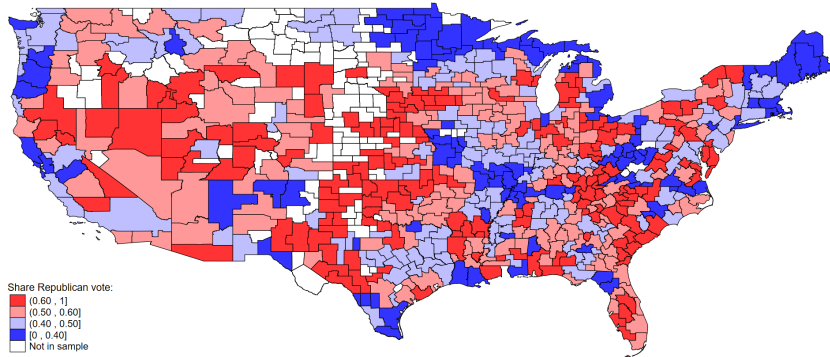 Share Republican vote:
(0.60 , 1]
(0.50 , 0.60]
(0.40 , 0.50]
[0 , 0.40]
Not in sample